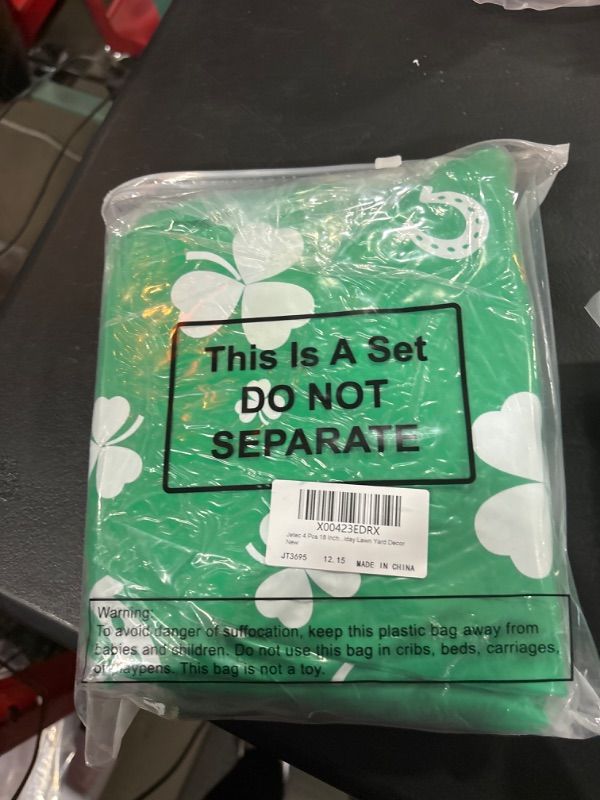 This Is A Set
DO NOT
SEPARATE
X00423EDRX
Jetec 4 Pcs 18 Inch...iday Lawn Yard Decor
New
JT3695 12.15 MADE IN CHINA
Warning:
To avoid danger of suffocation, keep this plastic bag away from
babies and children. Do not use this bag in cribs, beds, carriages,
or playpens. This bag is not a toy.